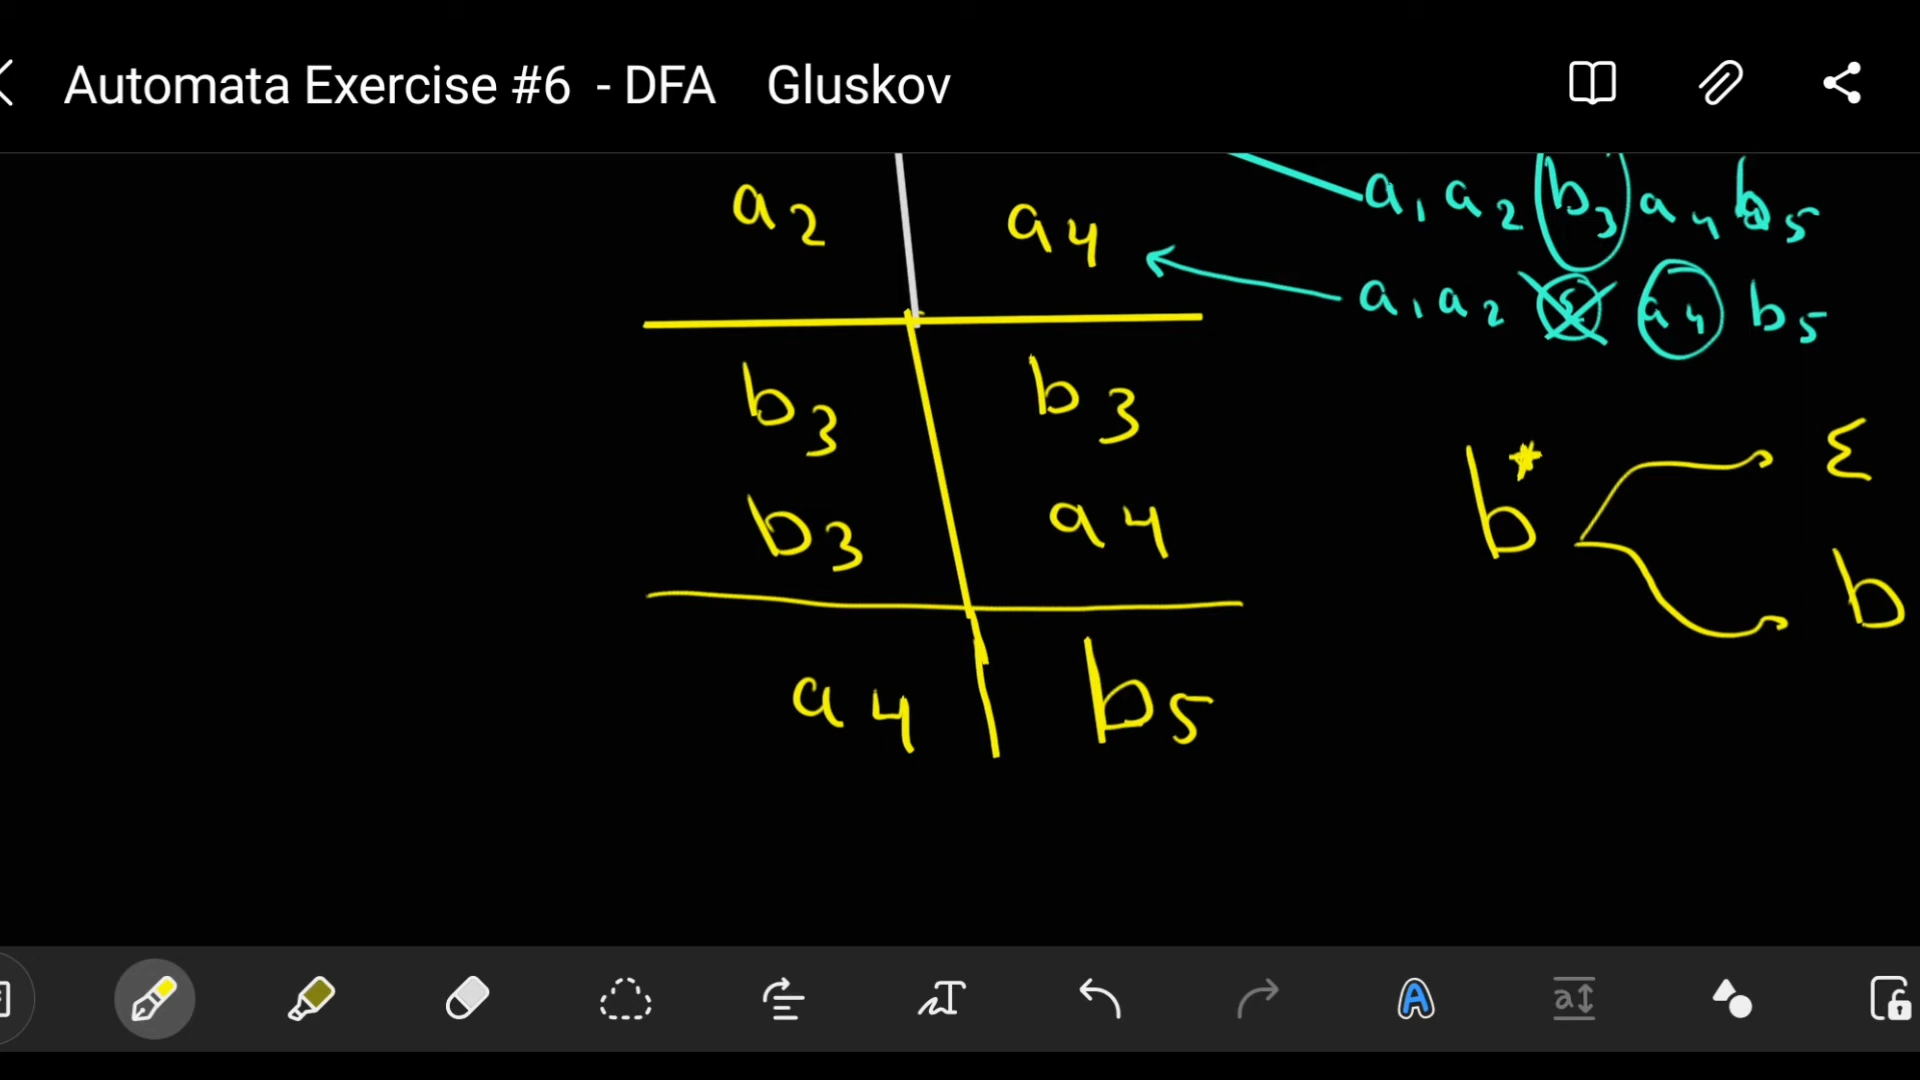 Automata Exercise #6 - DFA Gluskov
a₁ a₂ b₃ a₄ b₅
a₂ a₄
a₁ a₂ ε a₄ b₅
b₃ b₃
b* ε
b₃ a₄
b
a₄ b₅